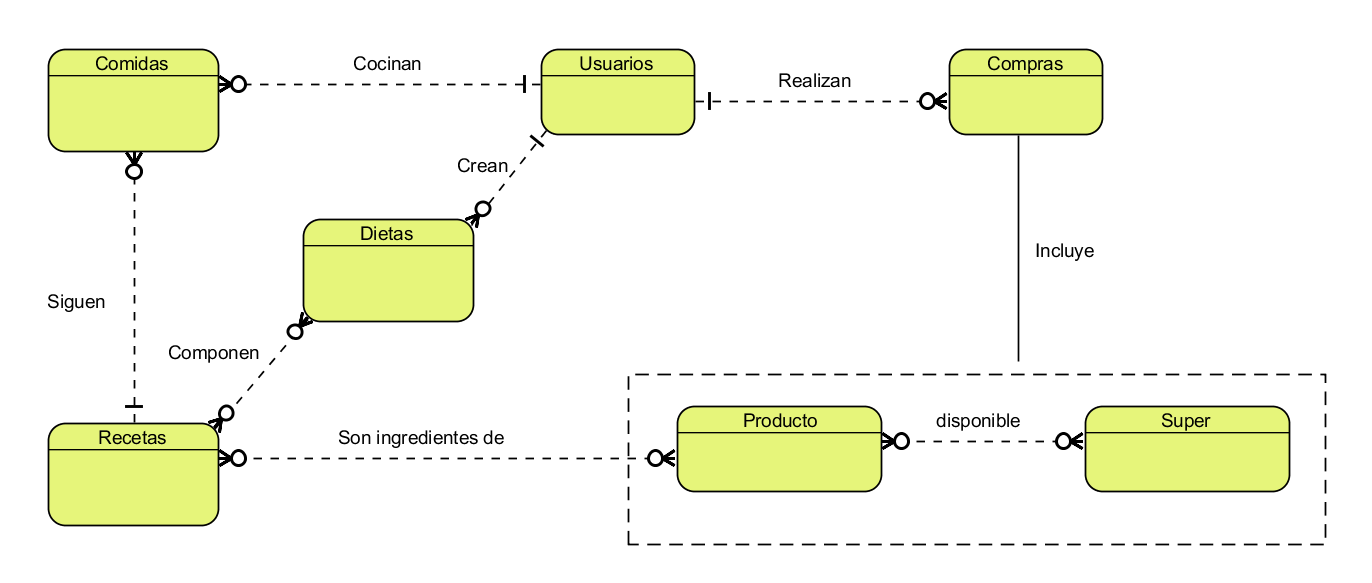 Comidas
Cocinan
Usuarios
Realizan
Compras
Crean
Dietas
Incluye
Siguen
Componen
Recetas
Son ingredientes de
Producto
disponible
Super